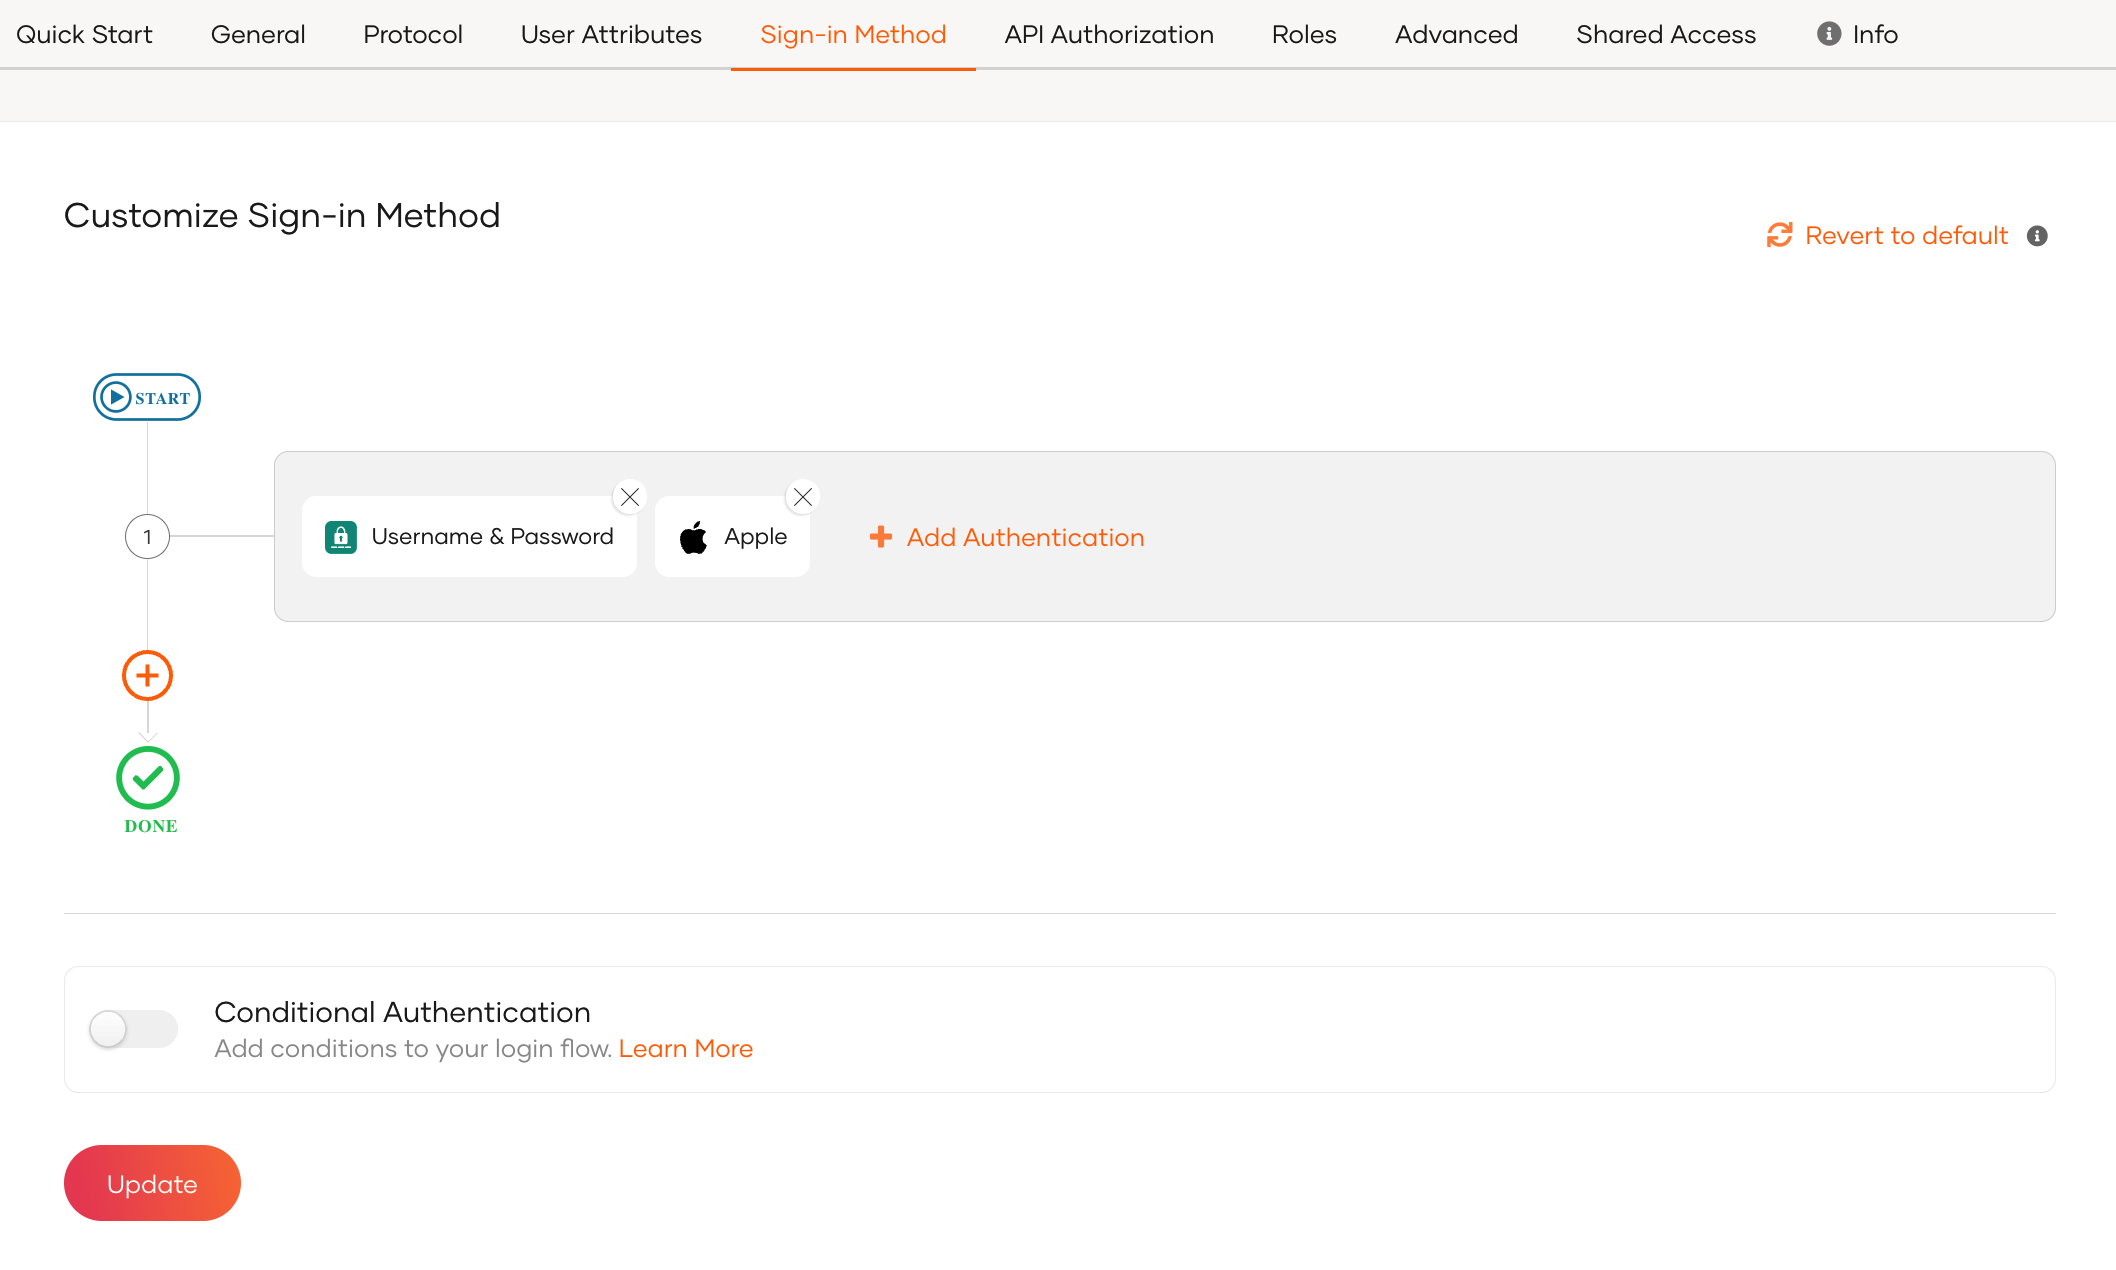 Quick Start General Protocol User Attributes Sign-in Method API Authorization Roles Advanced Shared Access Info
Customize Sign-in Method
Revert to default
START
1
Username & Password
Apple
Add Authentication
DONE
Conditional Authentication
Add conditions to your login flow. Learn More
Update